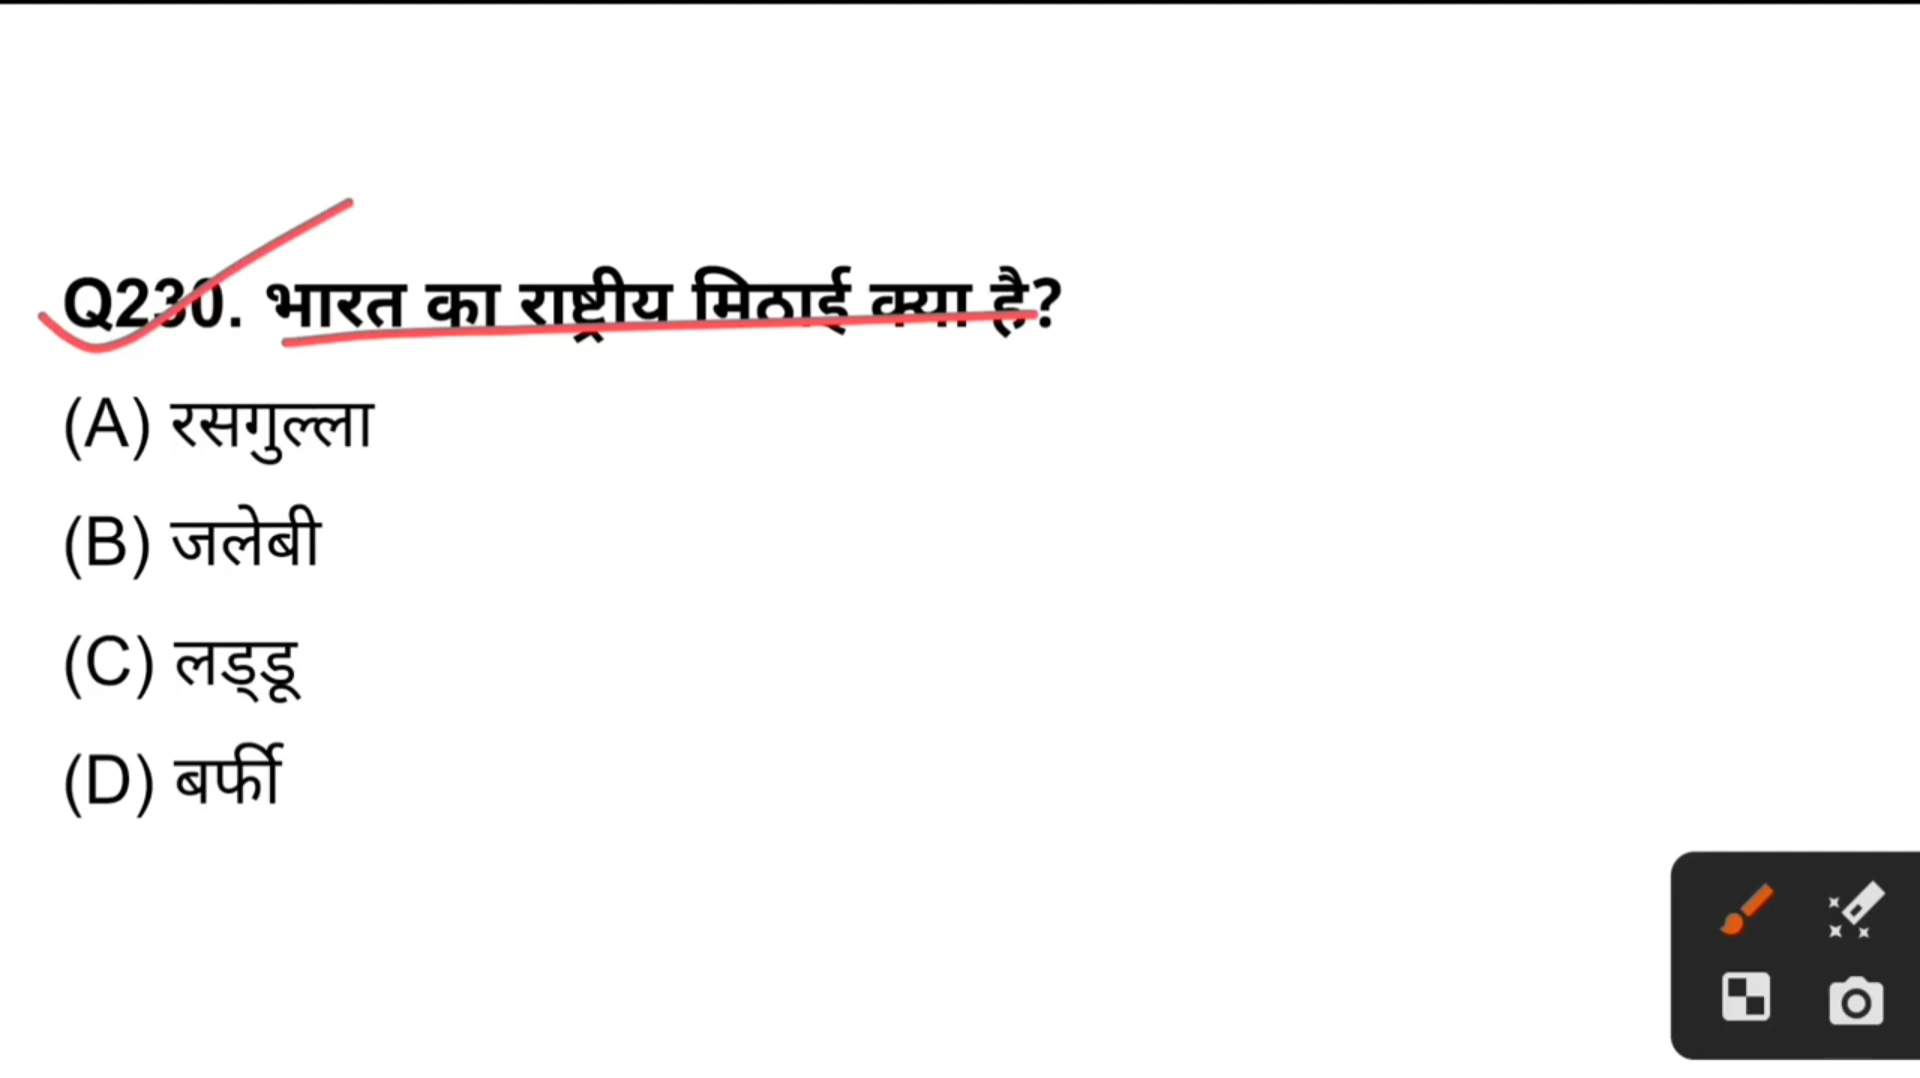 Q230. भारत का राष्ट्रीय मिठाई क्या है?
(A) रसगुल्ला
(B) जलेबी
(C) लड्डू
(D) बर्फी